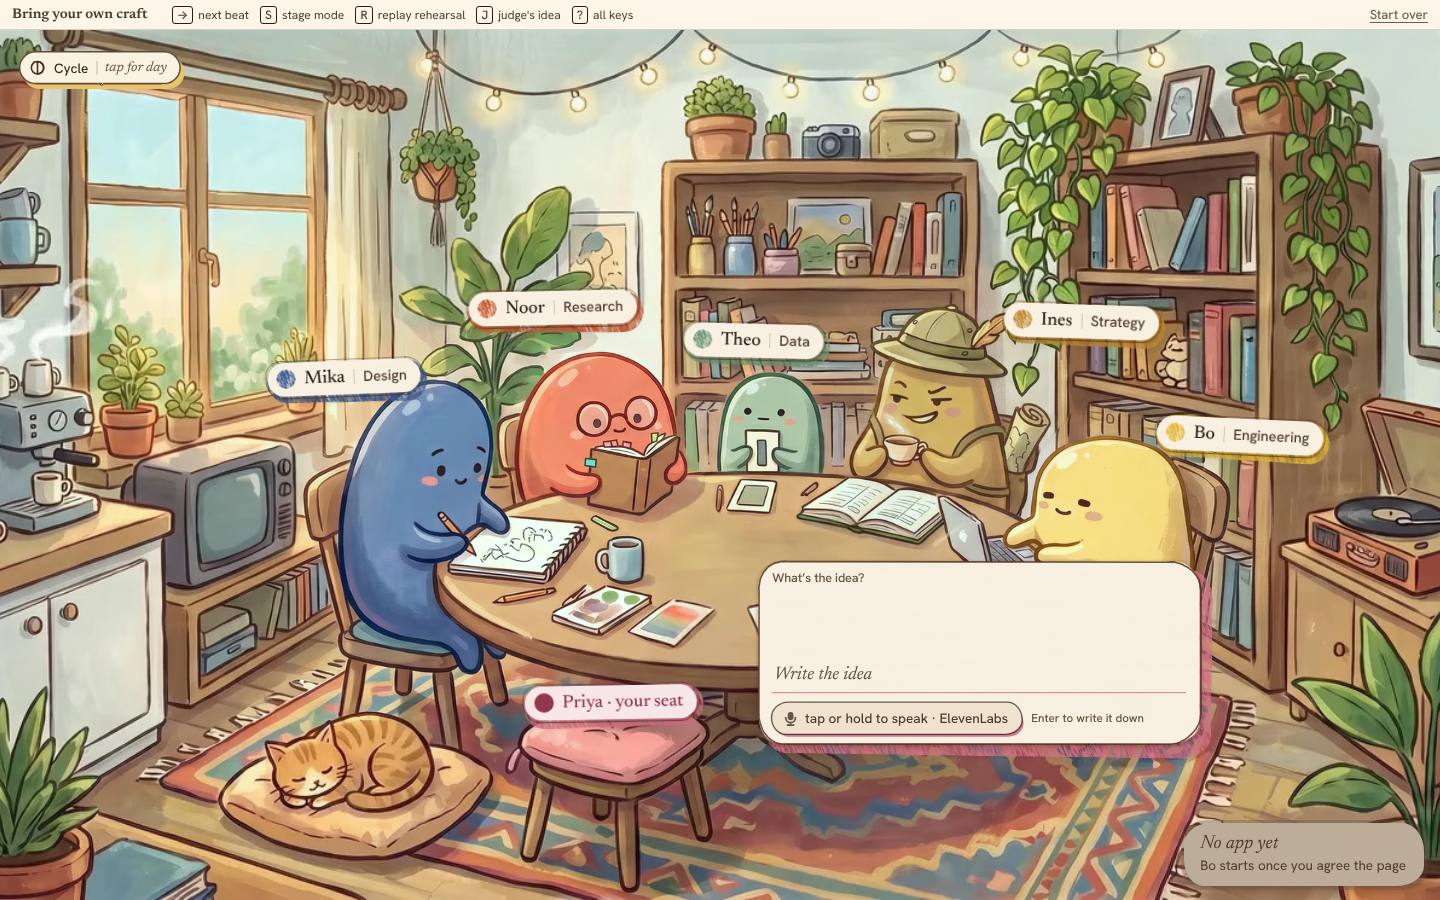 Bring your own craft → next beat S stage mode R replay rehearsal J judge's idea ? all keys Start over
Cycle | tap for day
Noor | Research
Ines | Strategy
Theo | Data
Mika | Design
Bo | Engineering
What's the idea?
Write the idea
Priya · your seat
tap or hold to speak · ElevenLabs Enter to write it down
No app yet
Bo starts once you agree the page